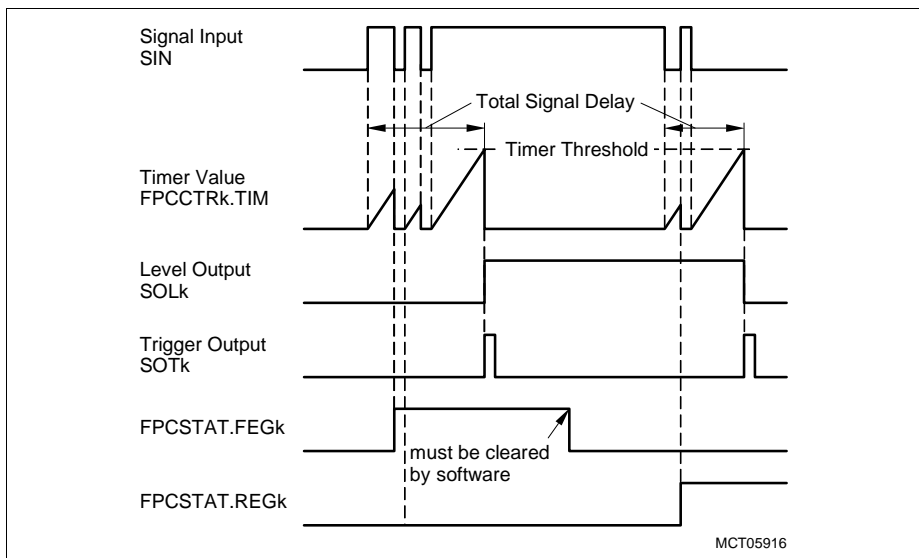 Signal Input
SIN
Total Signal Delay
Timer Threshold
Timer Value
FPCCTRk.TIM
Level Output
SOLk
Trigger Output
SOTk
FPCSTAT.FEGk
must be cleared
by software
FPCSTAT.REGk
MCT05916